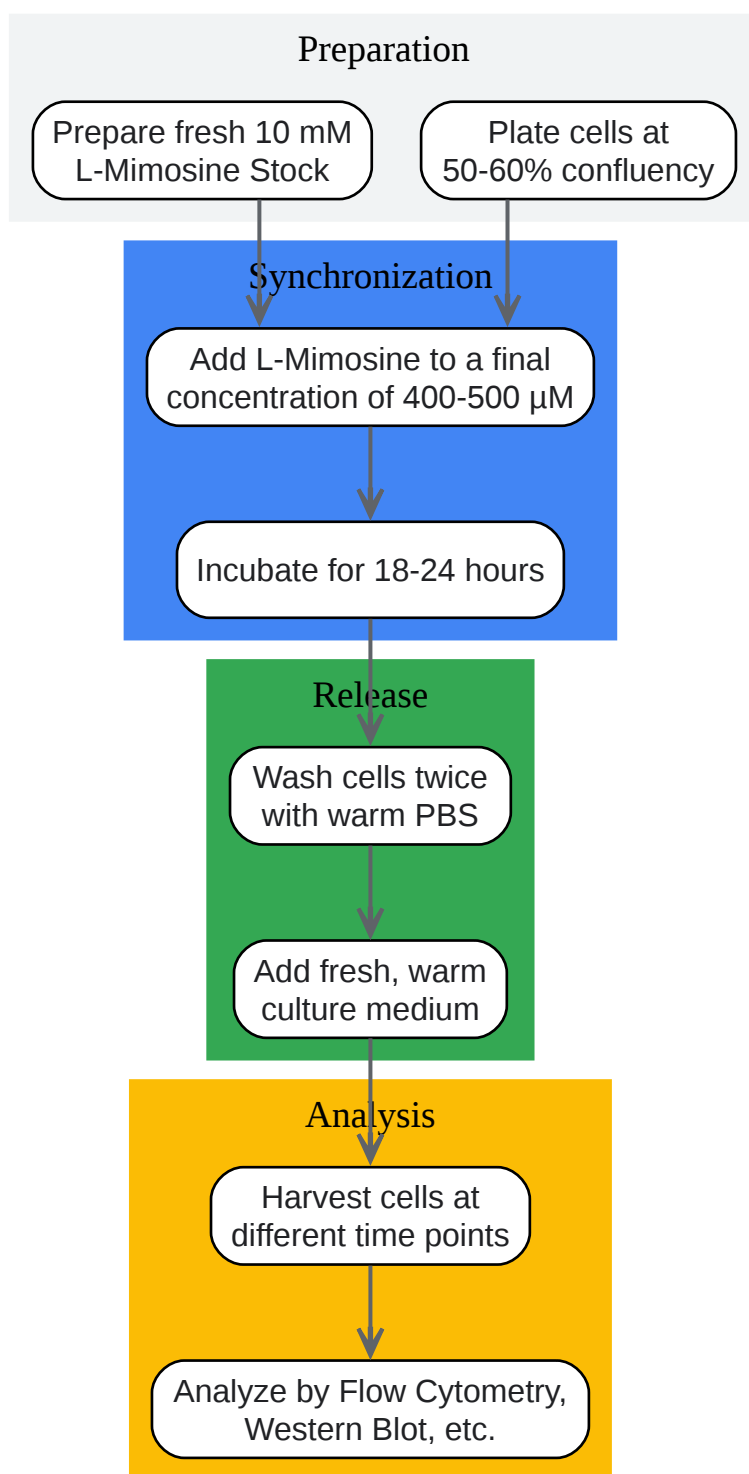 Preparation
Prepare fresh 10 mM
L-Mimosine Stock
Plate cells at
50-60% confluency
Synchronization
Add L-Mimosine to a final
concentration of 400-500 µM
Incubate for 18-24 hours
Release
Wash cells twice
with warm PBS
Add fresh, warm
culture medium
Analysis
Harvest cells at
different time points
Analyze by Flow Cytometry,
Western Blot, etc.